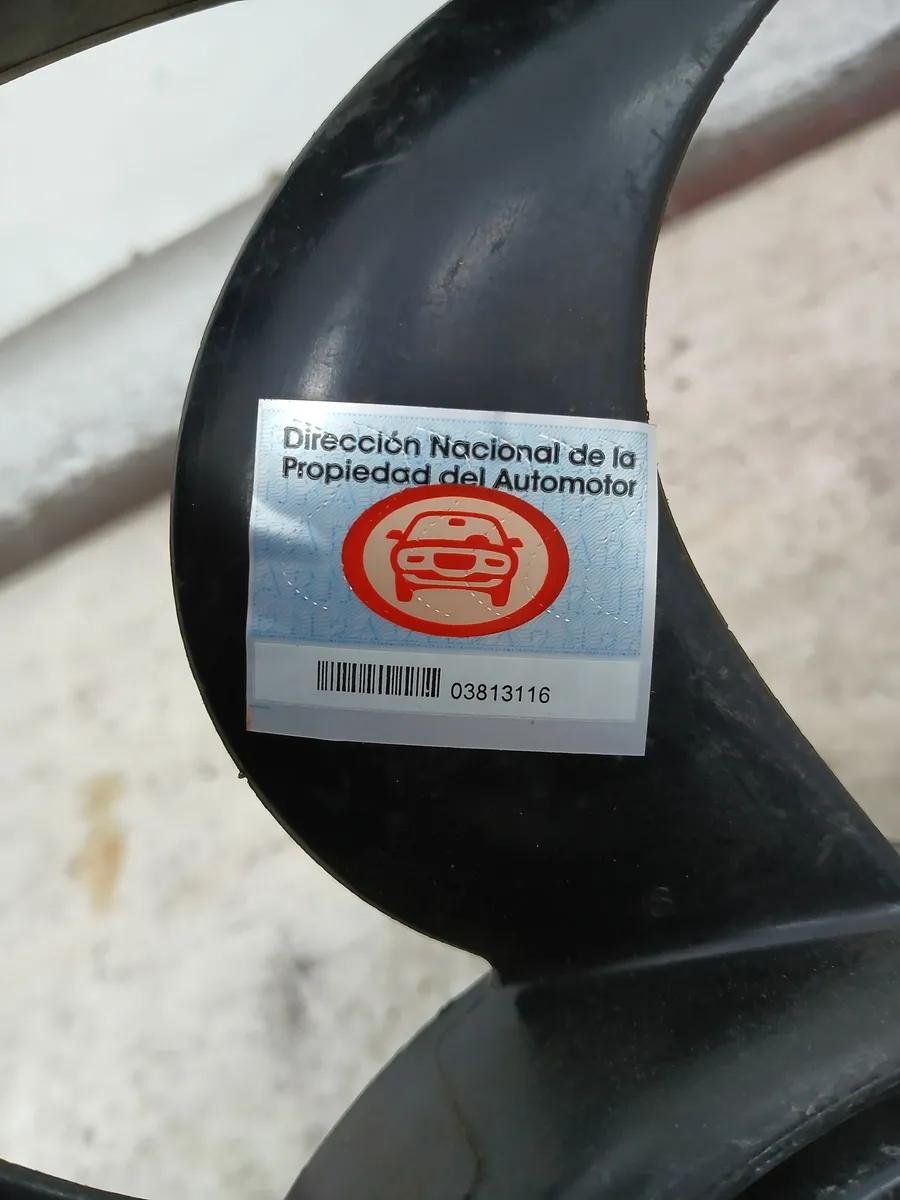 Dirección Nacional de la
Propiedad del Automotor
03813116